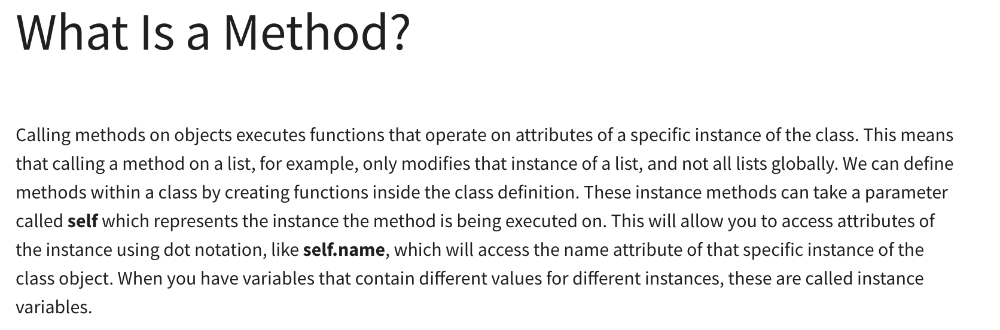 What Is a Method?
Calling methods on objects executes functions that operate on attributes of a specific instance of the class. This means
that calling a method on a list, for example, only modifies that instance of a list, and not all lists globally. We can define
methods within a class by creating functions inside the class definition. These instance methods can take a parameter
called self which represents the instance the method is being executed on. This will allow you to access attributes of
the instance using dot notation, like self.name, which will access the name attribute of that specific instance of the
class object. When you have variables that contain different values for different instances, these are called instance
variables.